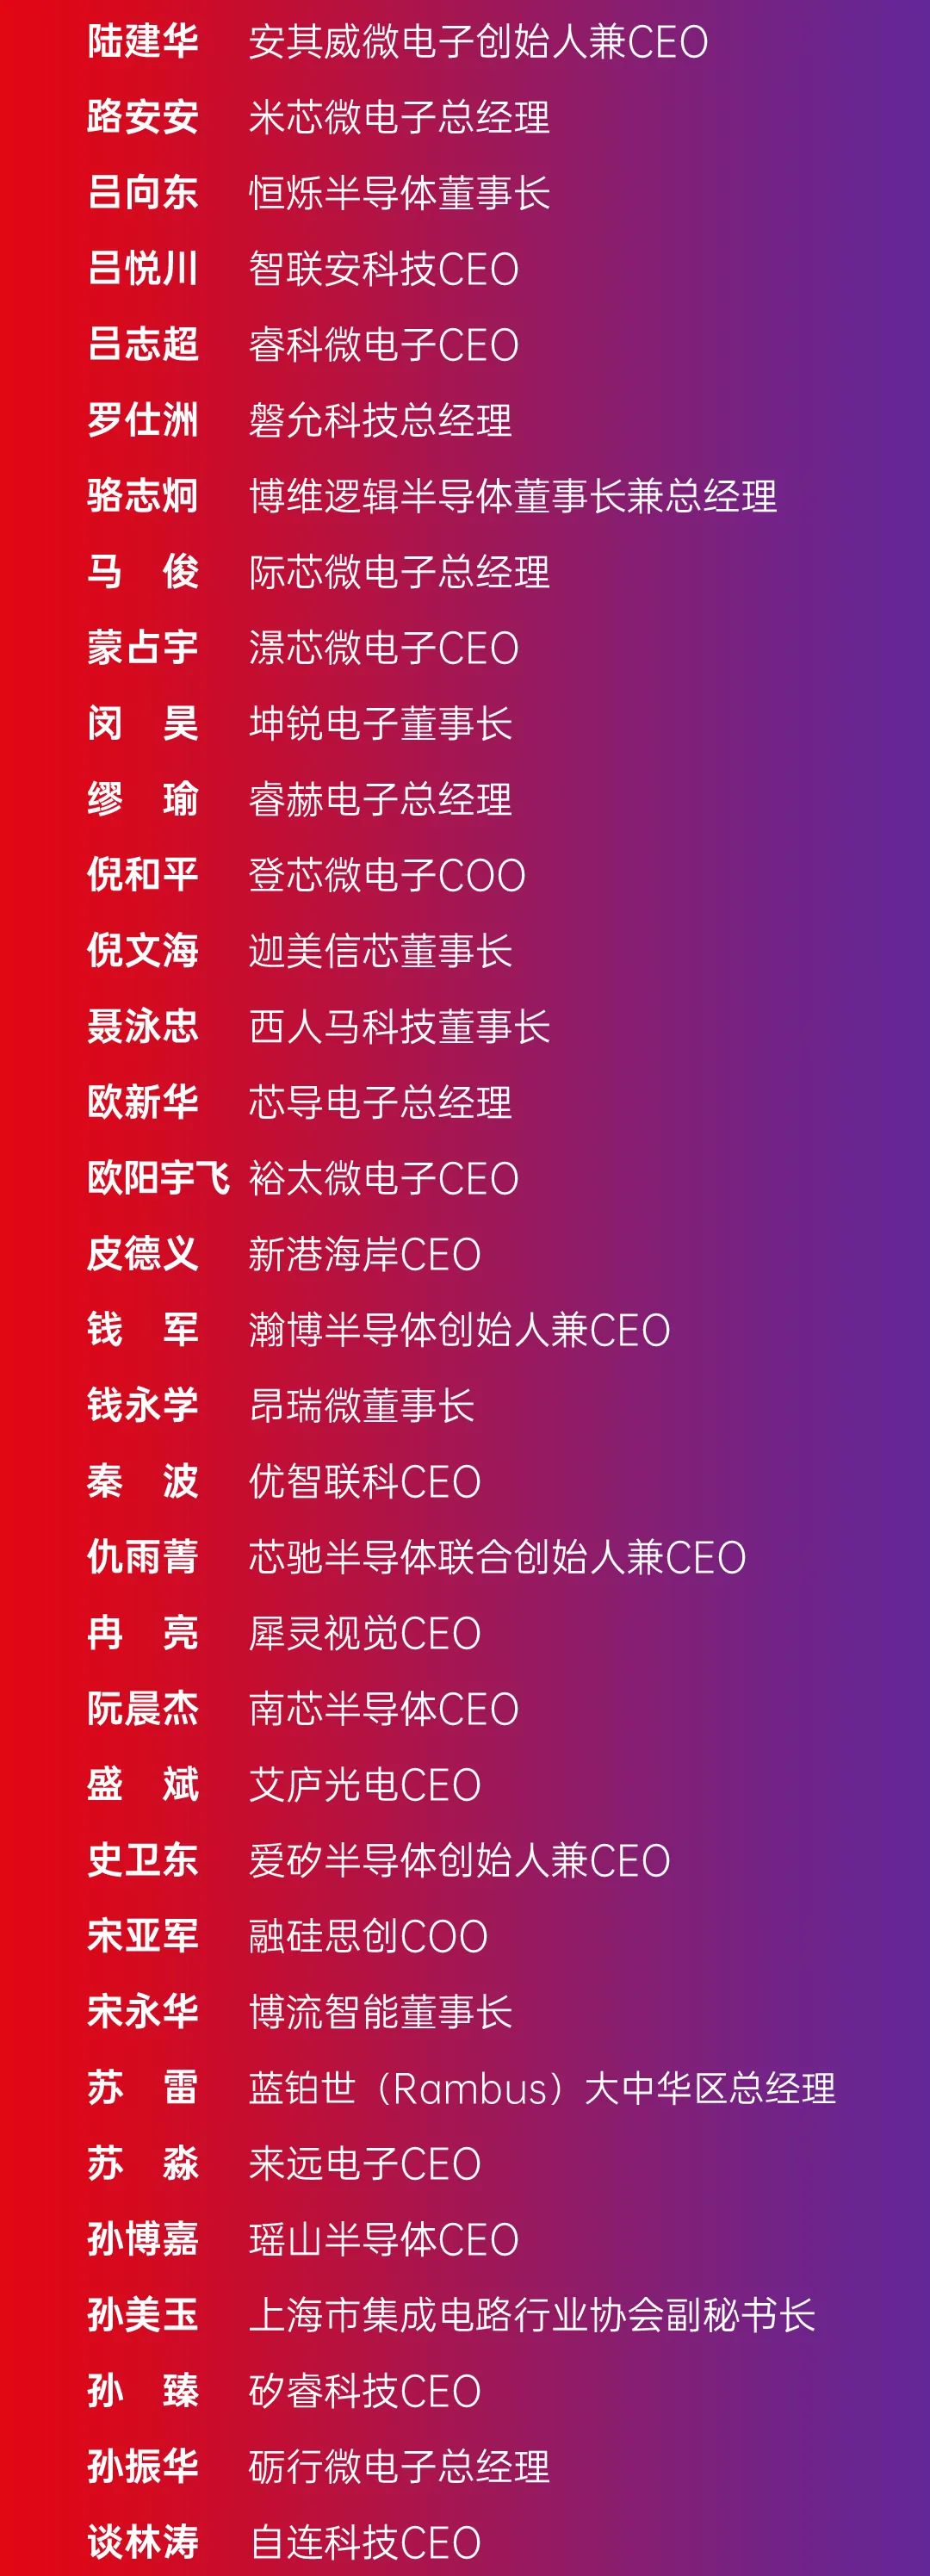 陆建华 安其威微电子创始人兼CEO
路安安 米芯微电子总经理
吕向东 恒烁半导体董事长
吕悦川 智联安科技CEO
吕志超 睿科微电子CEO
罗仕洲 磐允科技总经理
骆志炯 博维逻辑半导体董事长兼总经理
马 俊 际芯微电子总经理
蒙占宇 澋芯微电子CEO
闵 昊 坤锐电子董事长
缪 瑜 睿赫电子总经理
倪和平 登芯微电子COO
倪文海 迦美信芯董事长
聂泳忠 西人马科技董事长
欧新华 芯导电子总经理
欧阳宇飞 裕太微电子CEO
皮德义 新港海岸CEO
钱 军 瀚博半导体创始人兼CEO
钱永学 昂瑞微董事长
秦 波 优智联科CEO
仇雨菁 芯驰半导体联合创始人兼CEO
冉 亮 犀灵视觉CEO
阮晨杰 南芯半导体CEO
盛 斌 艾庐光电CEO
史卫东 爱矽半导体创始人兼CEO
宋亚军 融硅思创COO
宋永华 博流智能董事长
苏 雷 蓝铂世（Rambus）大中华区总经理
苏 淼 来远电子CEO
孙博嘉 瑶山半导体CEO
孙美玉 上海市集成电路行业协会副秘书长
孙 臻 矽睿科技CEO
孙振华 砺行微电子总经理
谈林涛 自连科技CEO